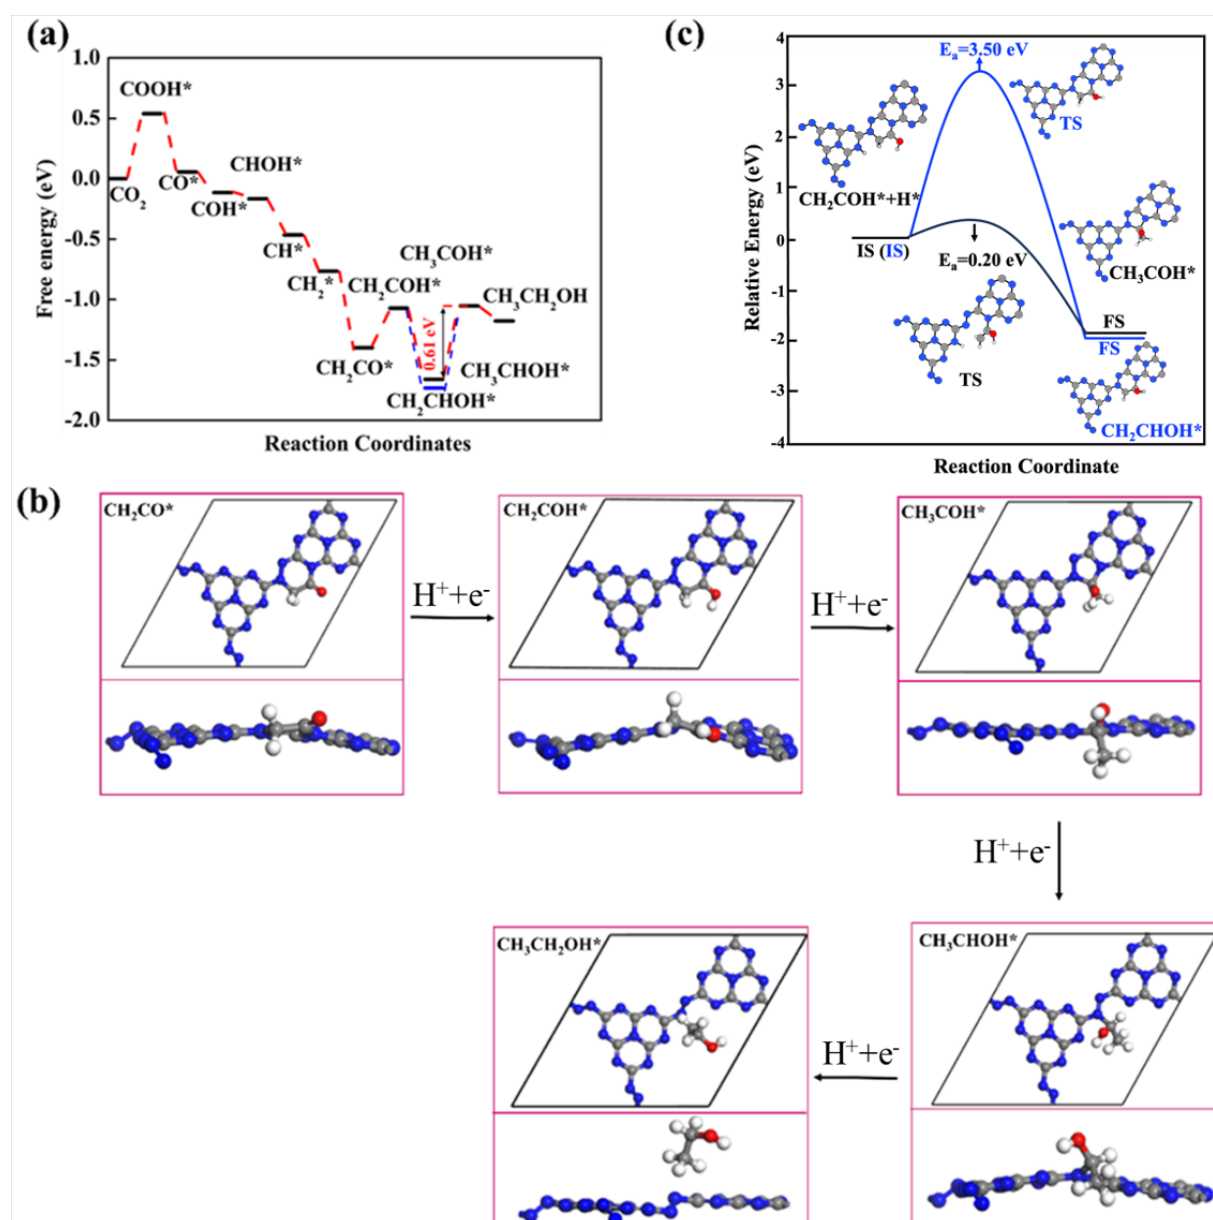 (a)
1.0
0.5
0.0
-0.5
-1.0
-1.5
-2.0
Free energy (eV)
Reaction Coordinates
CO₂
COOH*
CO*
COH*
CHOH*
CH*
CH₂*
CH₂CO*
CH₂COH*
CH₃COH*
0.61 eV
CH₂CHOH*
CH₃CHOH*
CH₃CH₂OH
(c)
4
3
2
1
0
-1
-2
-3
-4
Relative Energy (eV)
Reaction Coordinate
Eₐ=3.50 eV
TS
CH₂COH*+H*
IS (IS)
Eₐ=0.20 eV
TS
CH₃COH*
FS
FS
CH₂CHOH*
(b)
CH₂CO*
H⁺+e⁻
CH₂COH*
H⁺+e⁻
CH₃COH*
H⁺+e⁻
CH₃CHOH*
H⁺+e⁻
CH₃CH₂OH*